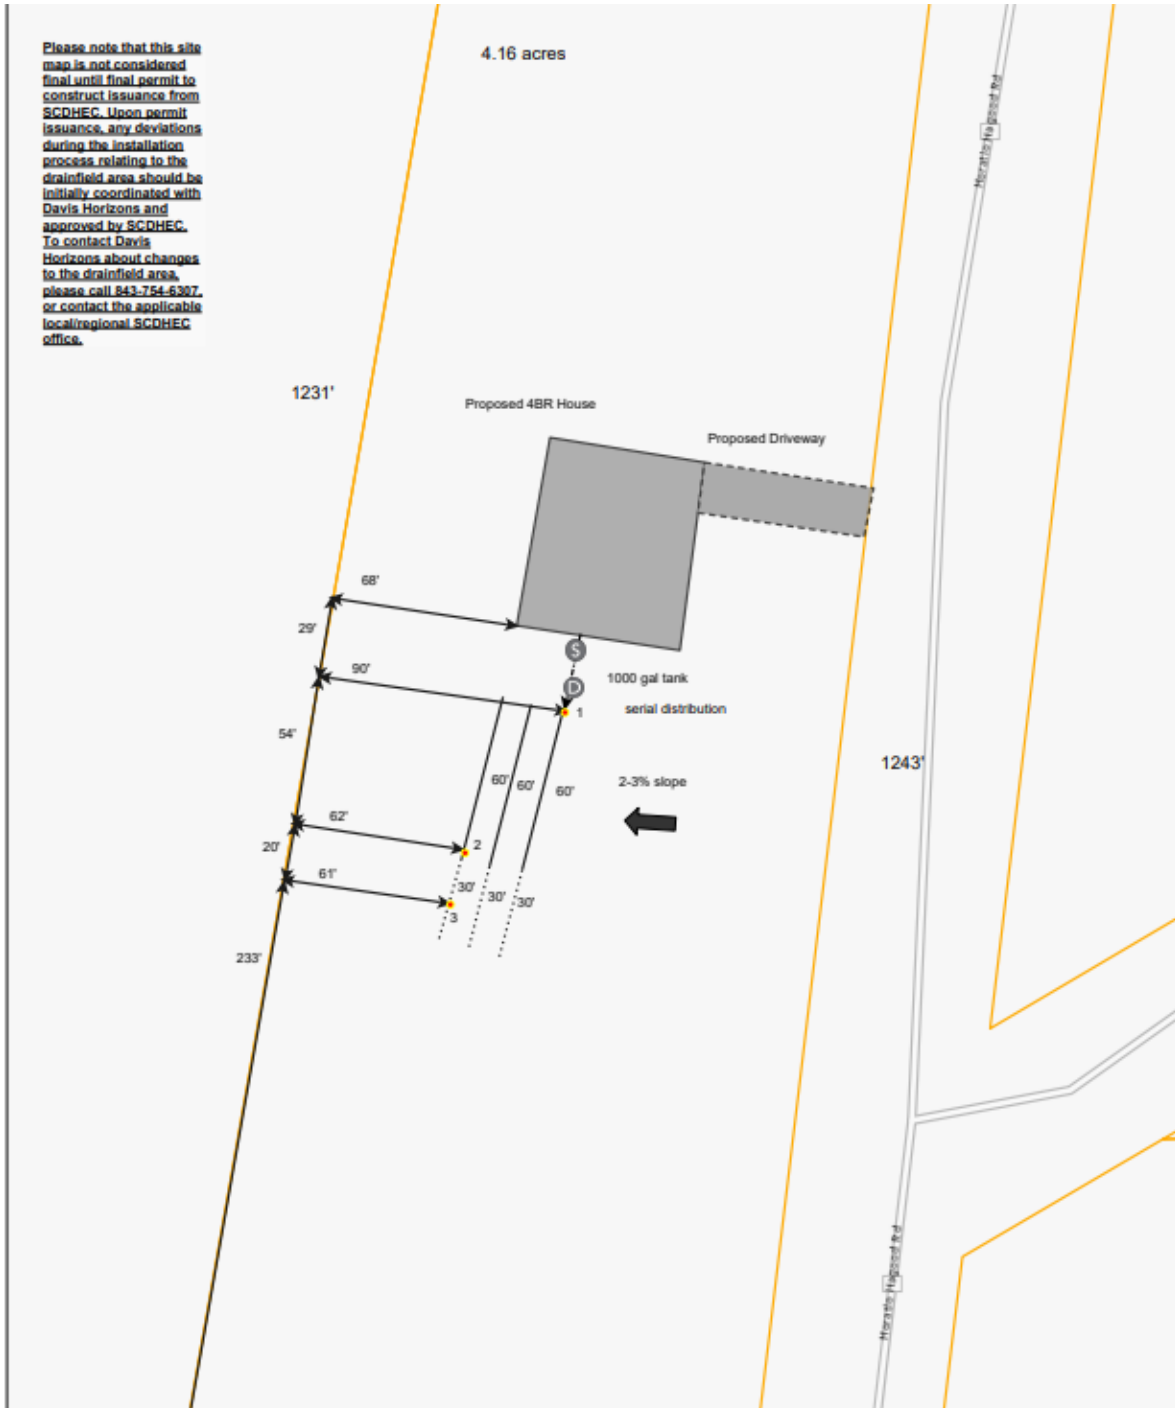 Please note that this site
map is not considered
final until final permit to
construct issuance from
SCDHEC. Upon permit
issuance, any deviations
during the installation
process relating to the
drainfield area should be
initially coordinated with
Davis Horizons and
approved by SCDHEC.
To contact Davis
Horizons about changes
to the drainfield area,
please call 843-754-6307,
or contact the applicable
local/regional SCDHEC
office.
4.16 acres
Horatio Hagood Rd
1231'
Proposed 4BR House
Proposed Driveway
68'
29'
S
90'
1000 gal tank
D
serial distribution
1
54'
1243'
2-3% slope
60'
60'
60'
62'
20'
2
61'
30'
30'
30'
3
233'
Horatio Hagood Rd